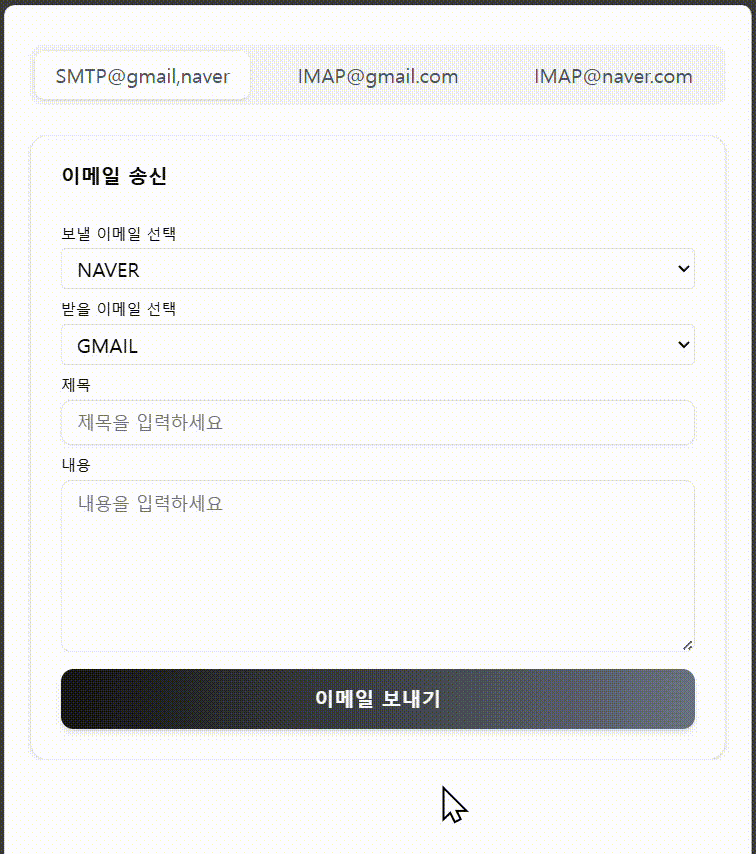 SMTP@gmail,naver IMAP@gmail.com IMAP@naver.com
이메일 송신
보낼 이메일 선택
NAVER
받을 이메일 선택
GMAIL
제목
제목을 입력하세요
내용
내용을 입력하세요
이메일 보내기